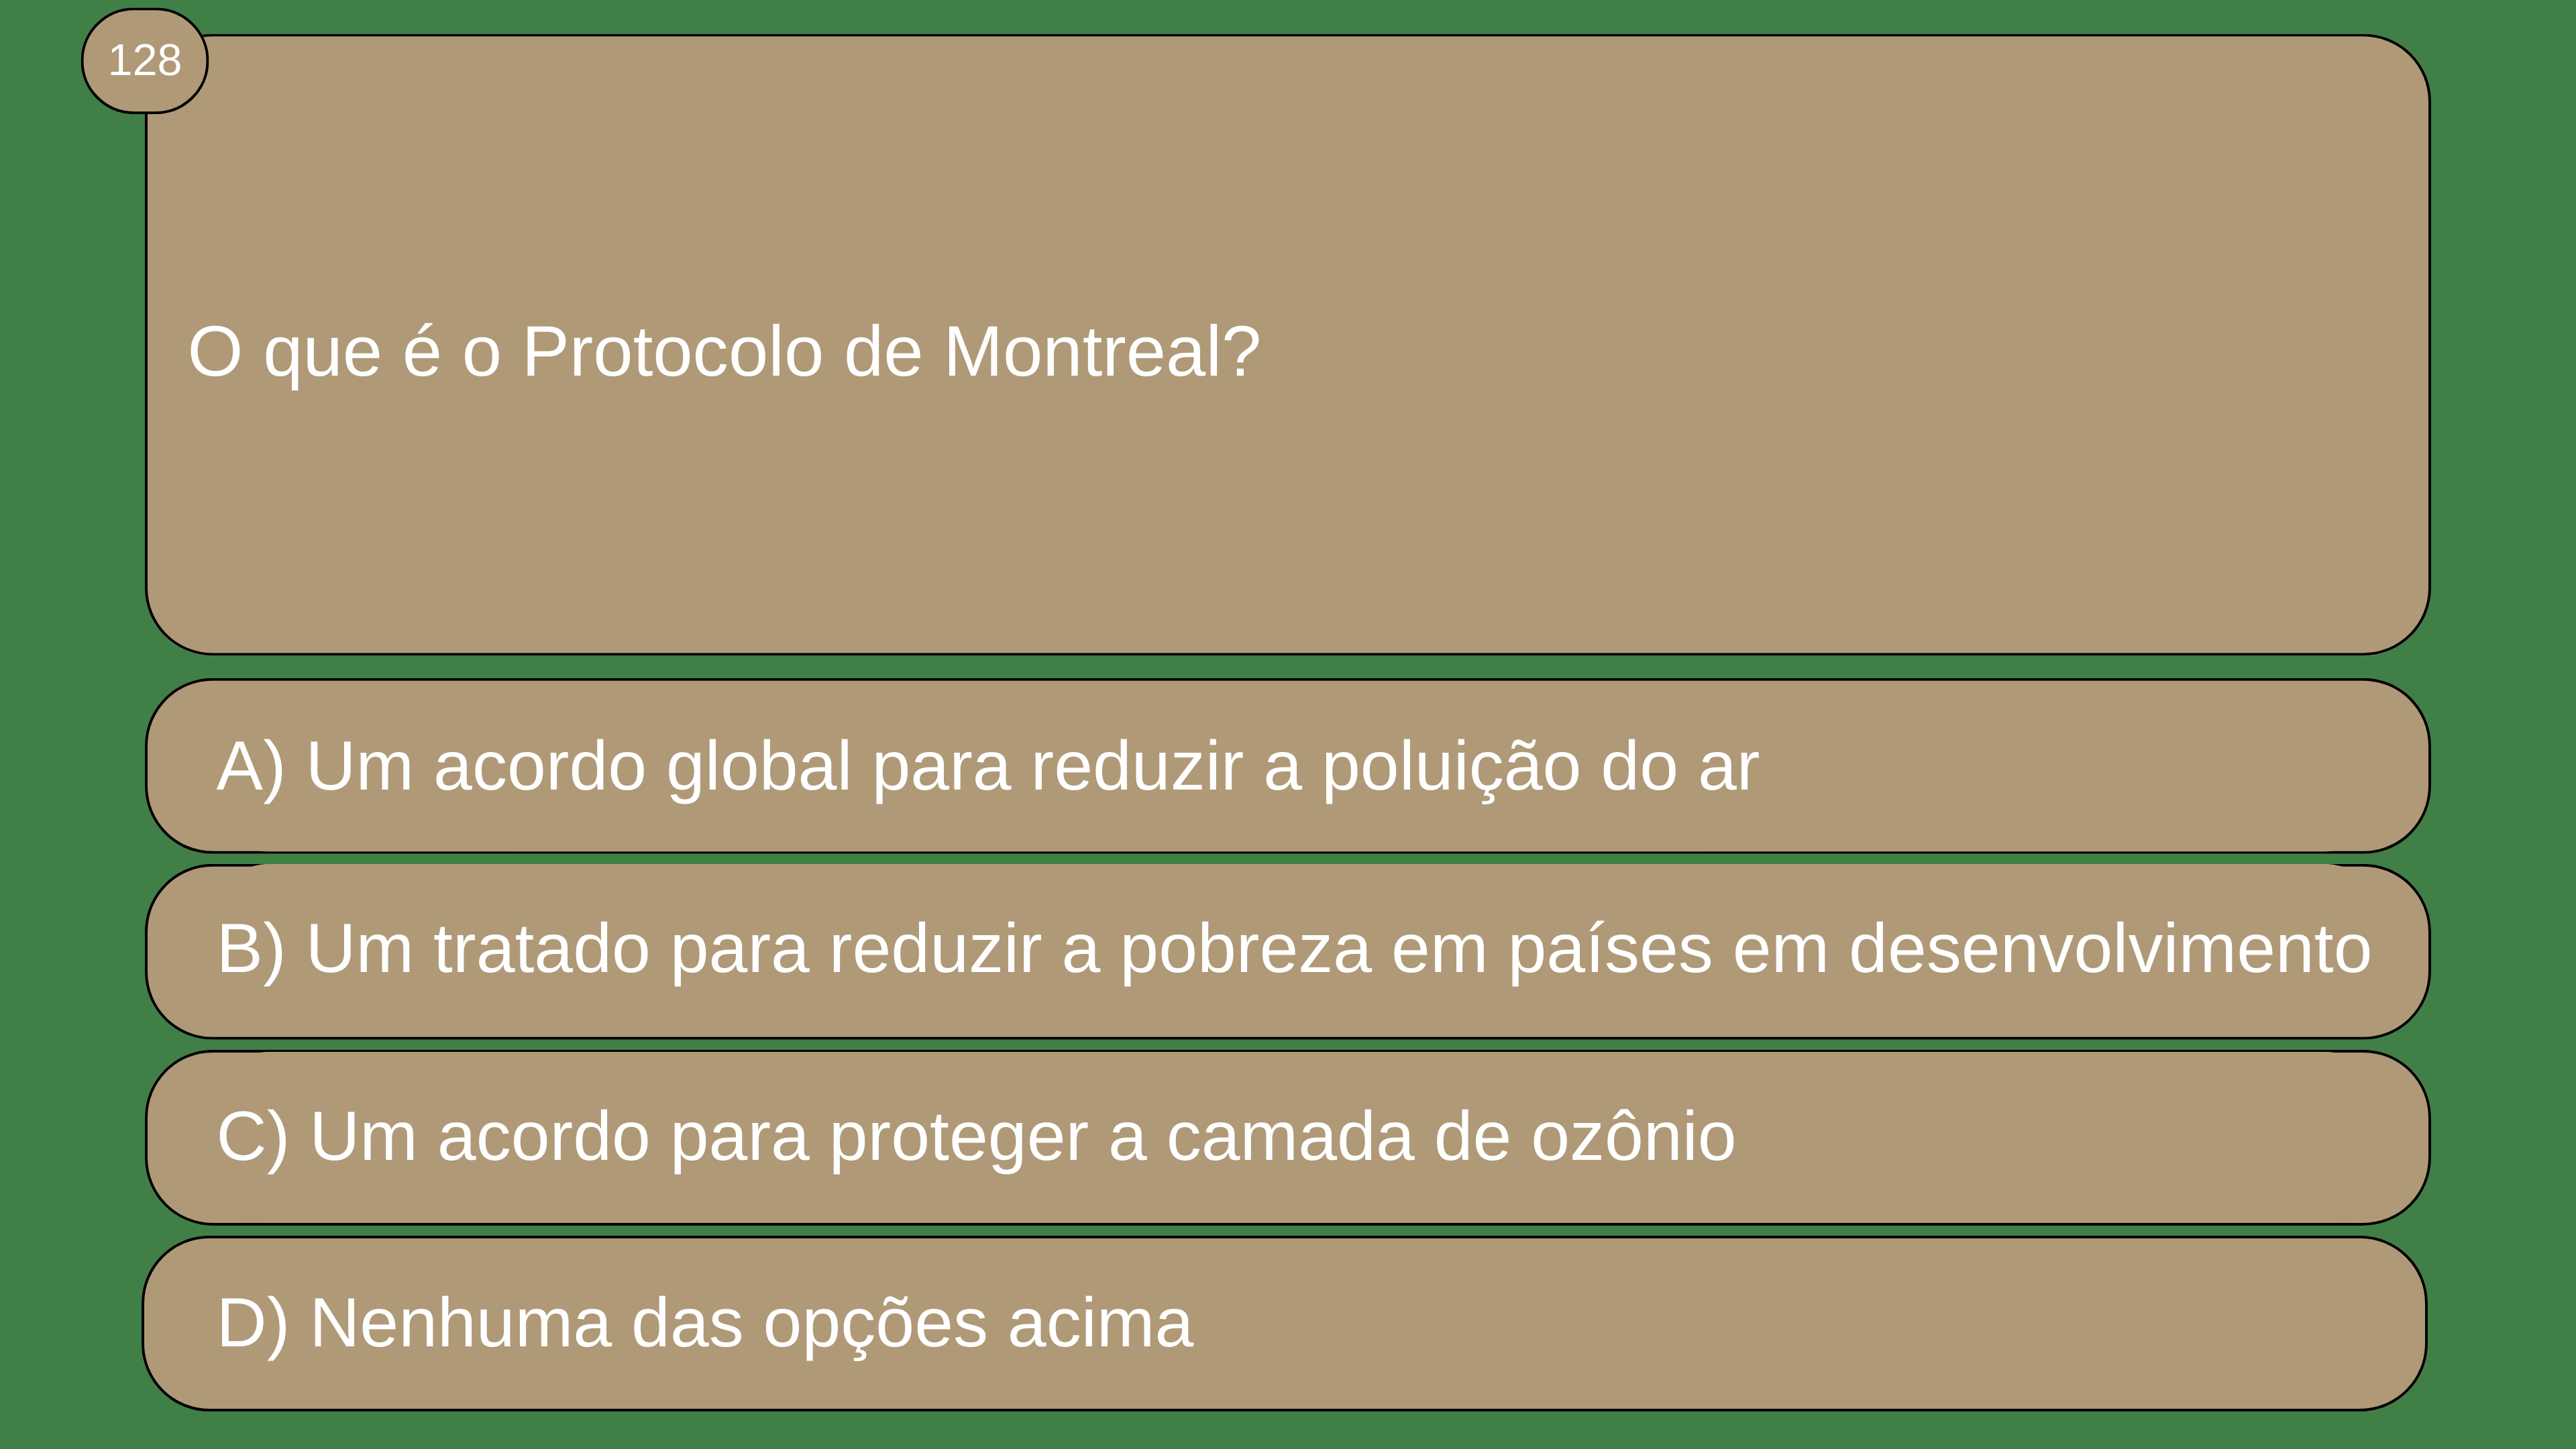 128
O que é o Protocolo de Montreal?
A) Um acordo global para reduzir a poluição do ar
B) Um tratado para reduzir a pobreza em países em desenvolvimento
C) Um acordo para proteger a camada de ozônio
D) Nenhuma das opções acima